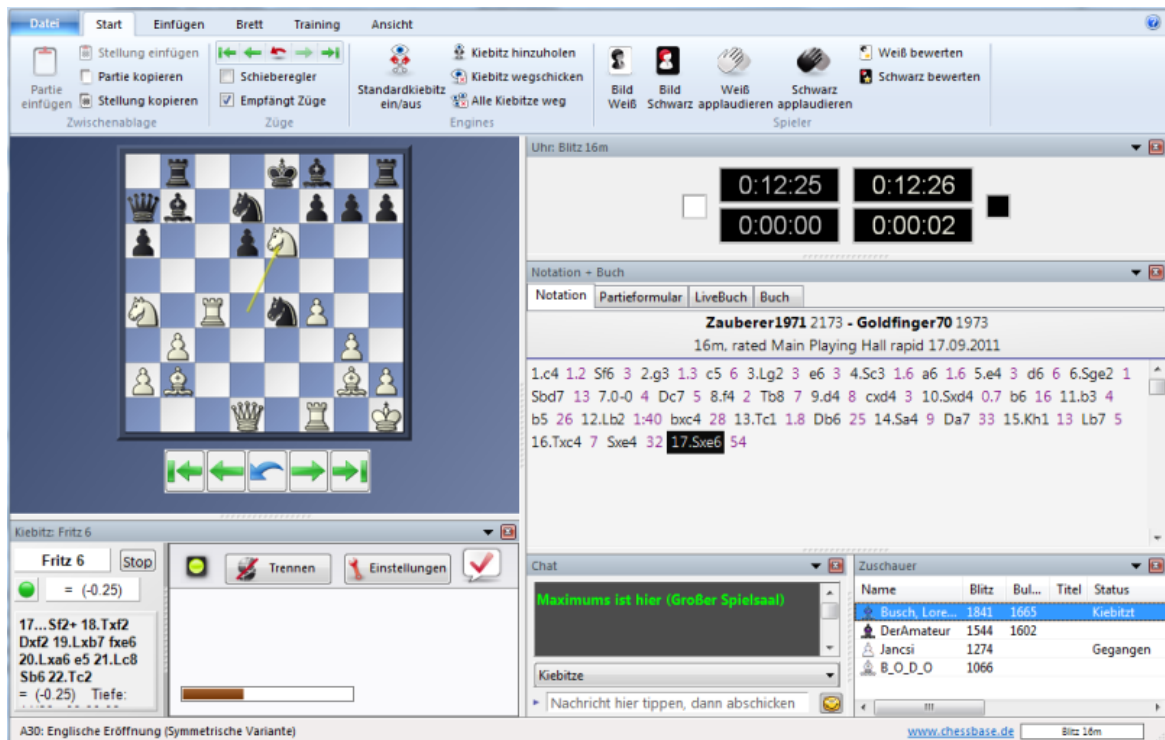 Datei Start Einfügen Brett Training Ansicht
Partie einfügen
Stellung einfügen
Partie kopieren
Stellung kopieren
Zwischenablage
Schieberegler
Empfängt Züge
Züge
Standardkiebitz ein/aus
Kiebitz hinzuholen
Kiebitz wegschicken
Alle Kiebitze weg
Engines
Bild Weiß
Bild Schwarz
Weiß applaudieren
Schwarz applaudieren
Weiß bewerten
Schwarz bewerten
Spieler
Uhr: Blitz 16m
0:12:25 0:12:26
0:00:00 0:00:02
Notation + Buch
Notation Partieformular LiveBuch Buch
Zauberer1971 2173 - Goldfinger70 1973
16m, rated Main Playing Hall rapid 17.09.2011
1.c4 1.2 Sf6 3 2.g3 1.3 c5 6 3.Lg2 3 e6 3 4.Sc3 1.6 a6 1.6 5.e4 3 d6 6 6.Sge2 1
Sbd7 13 7.0-0 4 Dc7 5 8.f4 2 Tb8 7 9.d4 8 cxd4 3 10.Sxd4 0.7 b6 16 11.b3 4
b5 26 12.Lb2 1:40 bxc4 28 13.Tc1 1.8 Db6 25 14.Sa4 9 Da7 33 15.Kh1 13 Lb7 5
16.Txc4 7 Sxe4 32 17.Sxe6 54
Kiebitz: Fritz 6
Fritz 6 Stop
= (-0.25)
Trennen Einstellungen
17...Sf2+ 18.Txf2
Dxf2 19.Lxb7 fxe6
20.Lxa6 e5 21.Lc8
Sb6 22.Tc2
= (-0.25) Tiefe:
Chat
Maximums ist hier (Großer Spielsaal)
Kiebitze
Nachricht hier tippen, dann abschicken
Zuschauer
Name Blitz Bul... Titel Status
Busch, Lore... 1841 1665 Kiebitzt
DerAmateur 1544 1602
Jancsi 1274 Gegangen
B_O_D_O 1066
A30: Englische Eröffnung (Symmetrische Variante)
www.chessbase.de Blitz 16m